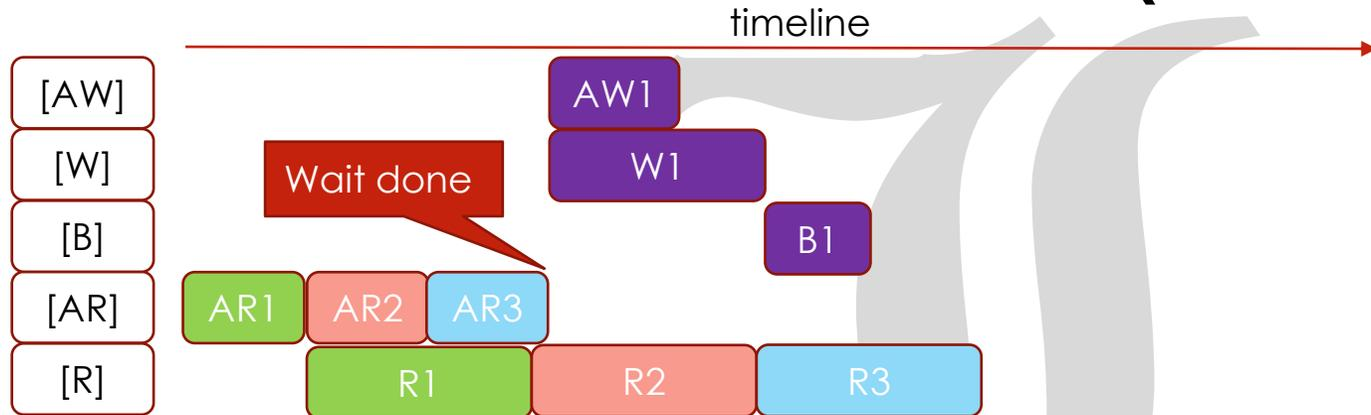 timeline
[AW] AW1
[W] W1
Wait done
[B] B1
[AR] AR1 AR2 AR3
[R] R1 R2 R3